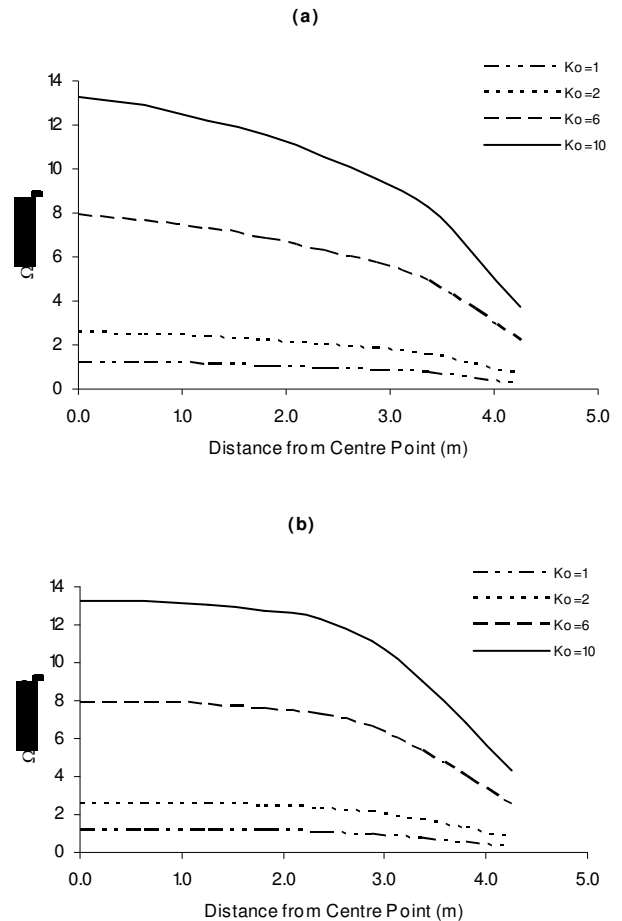 (a)
Ko=1
Ko=2
Ko=6
Ko=10
14
12
10
8
6
4
2
0
Ω
0.0 1.0 2.0 3.0 4.0 5.0
Distance from Centre Point (m)
(b)
Ko=1
Ko=2
Ko=6
Ko=10
14
12
10
8
6
4
2
0
Ω
0.0 1.0 2.0 3.0 4.0 5.0
Distance from Centre Point (m)